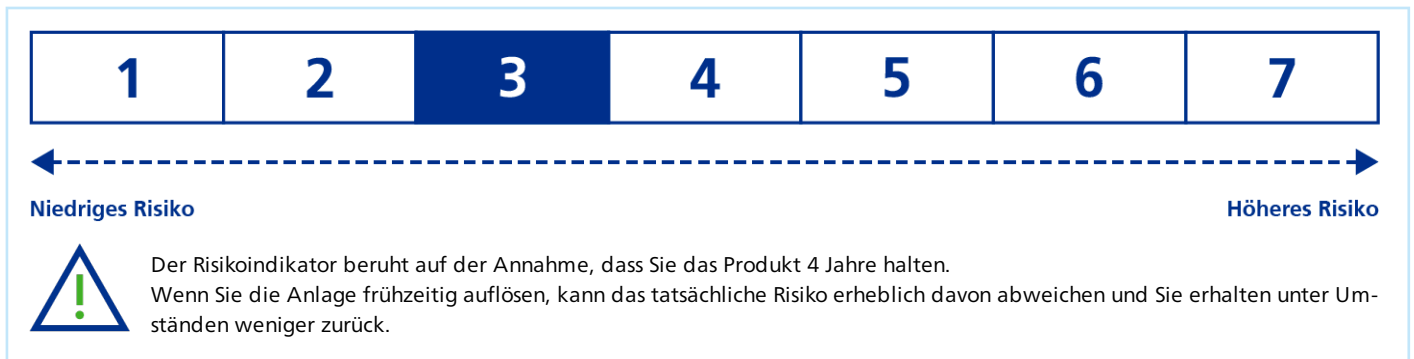 1 2 3 4 5 6 7
Niedriges Risiko Höheres Risiko
Der Risikoindikator beruht auf der Annahme, dass Sie das Produkt 4 Jahre halten.
Wenn Sie die Anlage frühzeitig auflösen, kann das tatsächliche Risiko erheblich davon abweichen und Sie erhalten unter Um-
ständen weniger zurück.